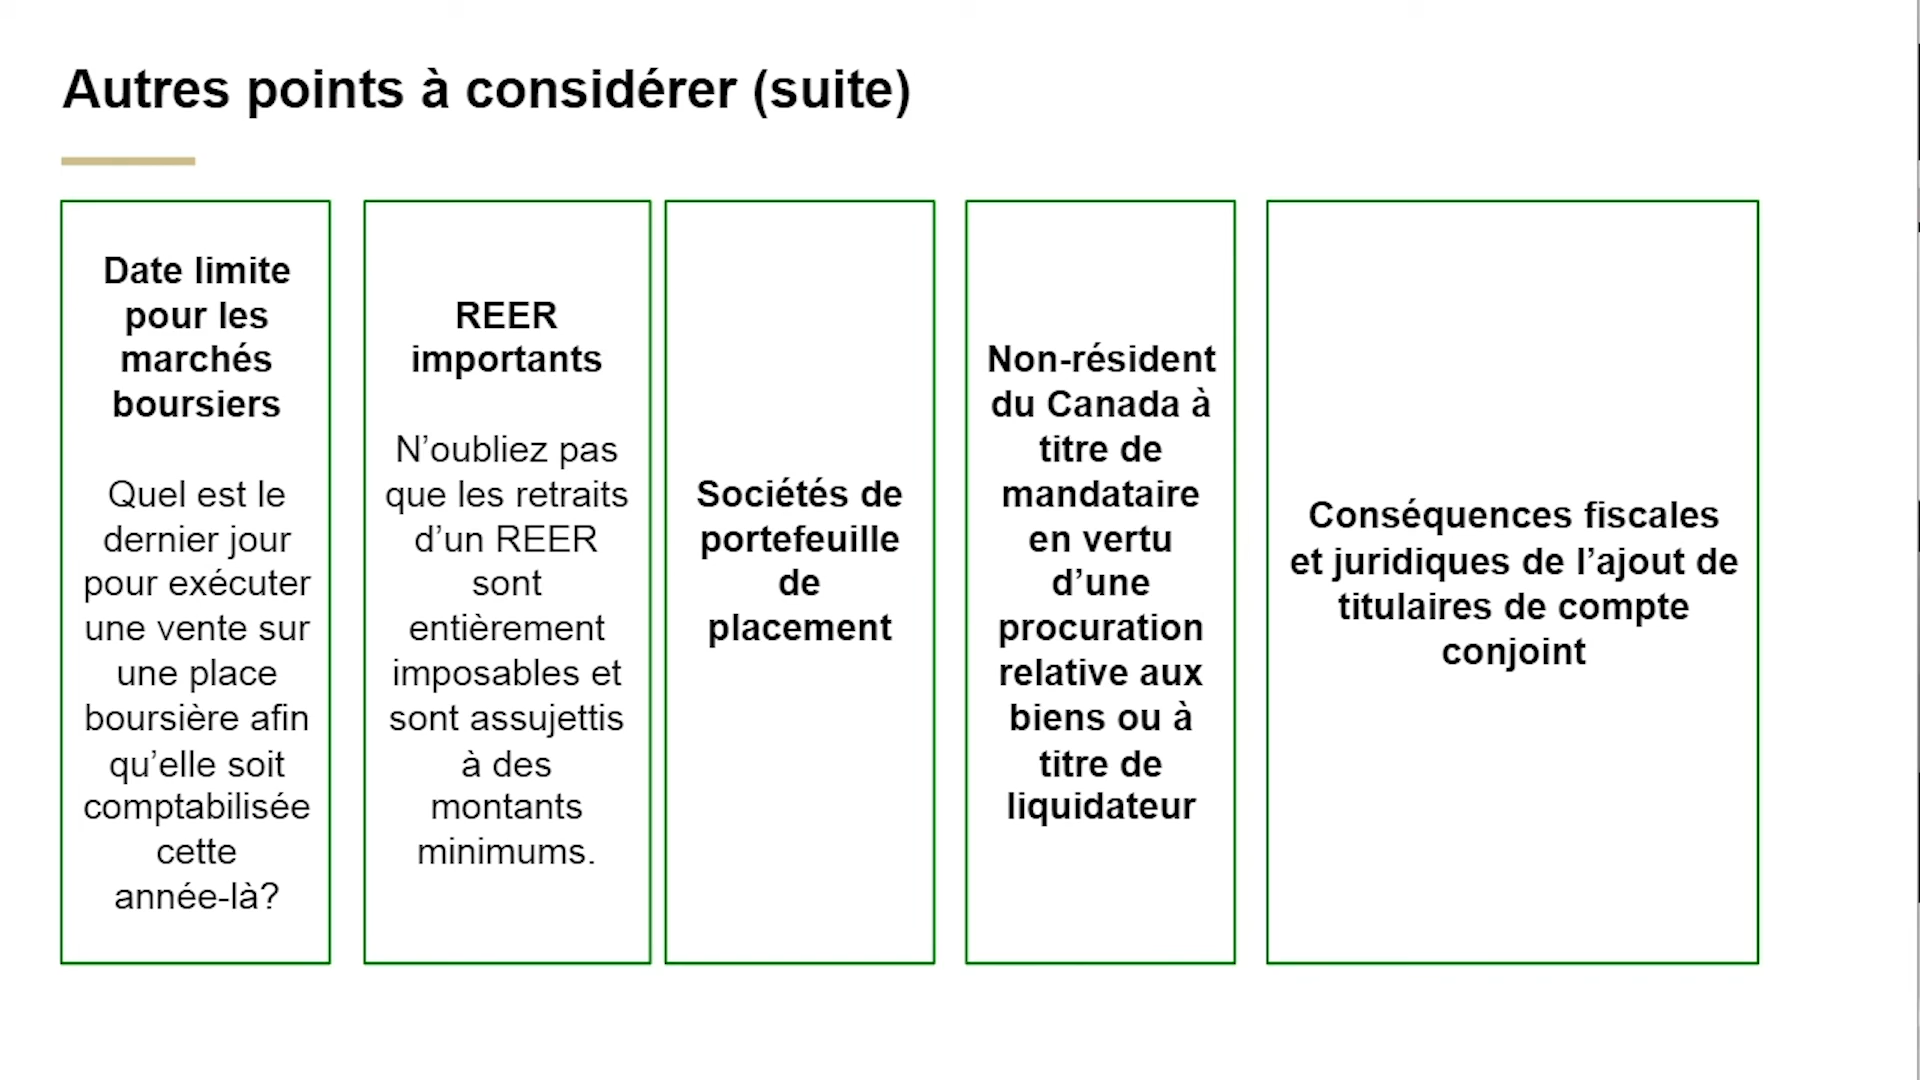 Autres points à considérer (suite)
Date limite
pour les
marchés
boursiers
Quel est le
dernier jour
pour exécuter
une vente sur
une place
boursière afin
qu’elle soit
comptabilisée
cette
année-là?
REER
importants
N’oubliez pas
que les retraits
d’un REER
sont
entièrement
imposables et
sont assujettis
à des
montants
minimums.
Sociétés de
portefeuille
de
placement
Non-résident
du Canada à
titre de
mandataire
en vertu
d’une
procuration
relative aux
biens ou à
titre de
liquidateur
Conséquences fiscales
et juridiques de l’ajout de
titulaires de compte
conjoint